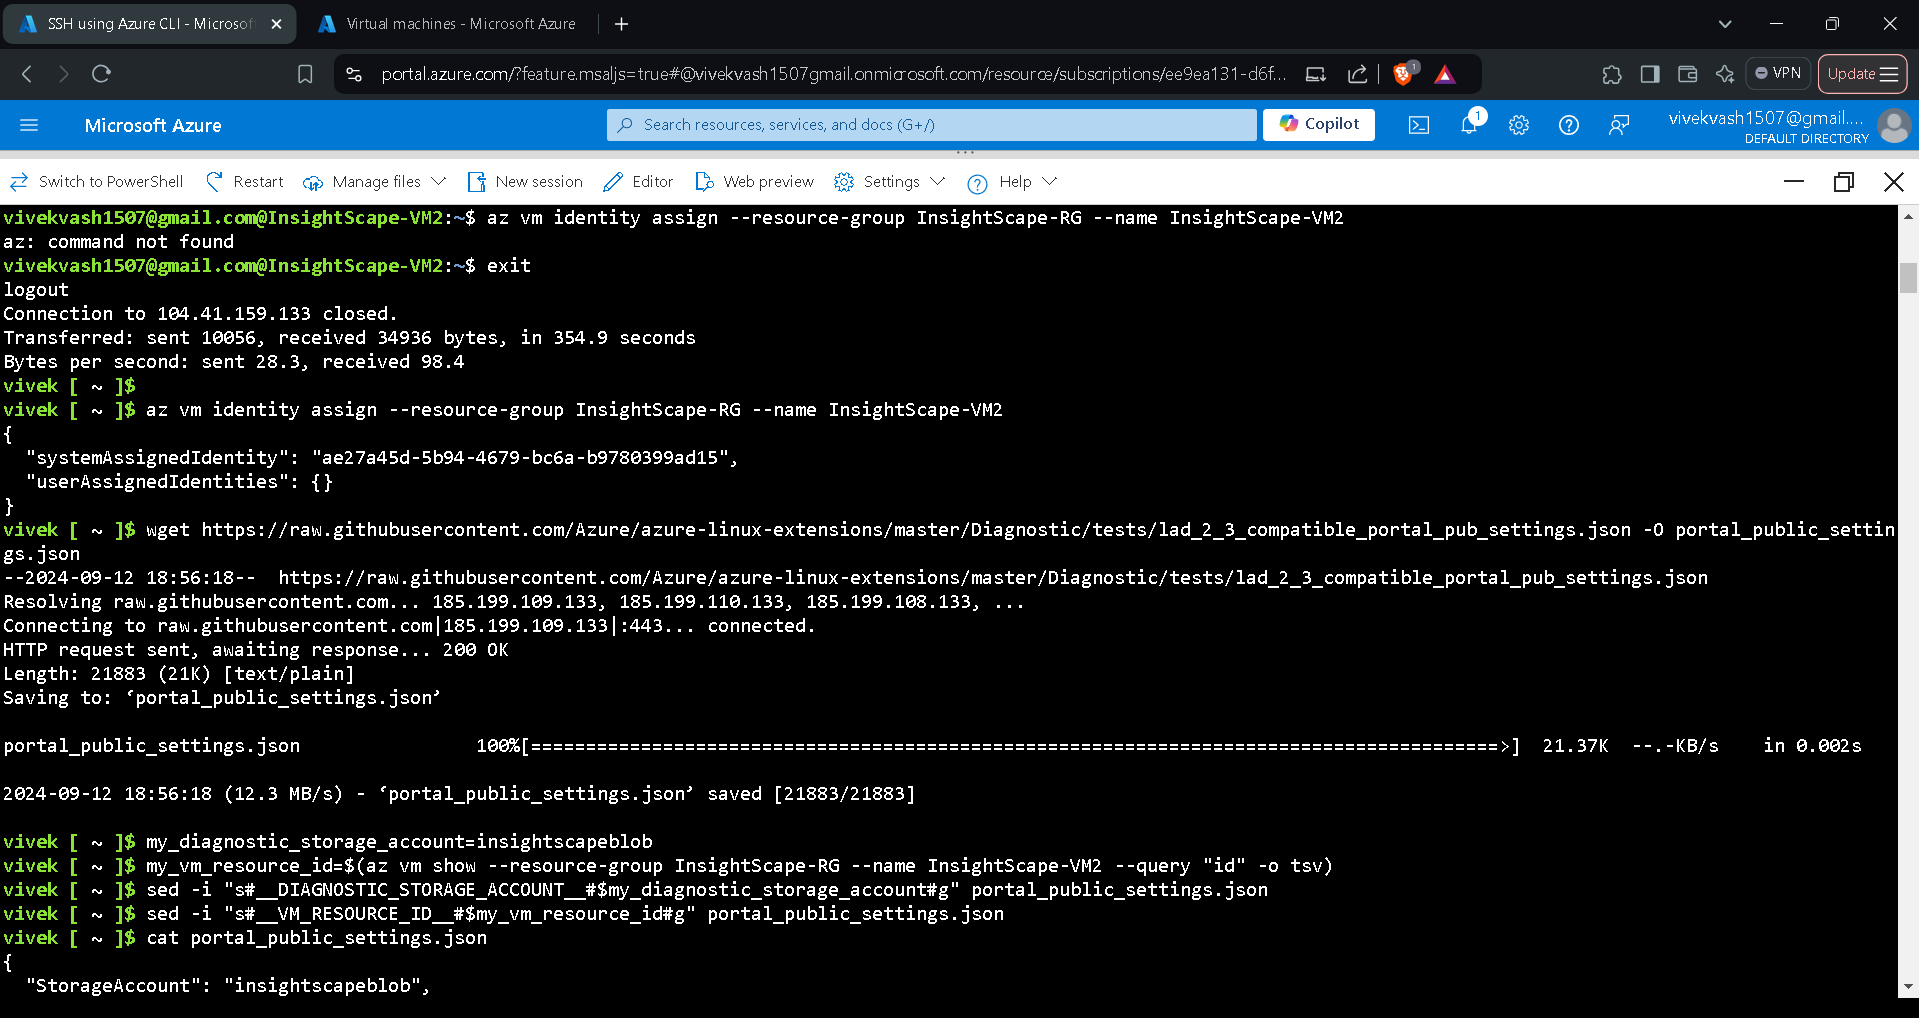 SSH using Azure CLI - Microsof
Virtual machines - Microsoft Azure
portal.azure.com/?feature.msaljs=true#@vivekvash1507gmail.onmicrosoft.com/resource/subscriptions/ee9ea131-d6f...
1
VPN
Update
Microsoft Azure
Search resources, services, and docs (G+/)
Copilot
1
vivekvash1507@gmail....
DEFAULT DIRECTORY
Switch to PowerShell
Restart
Manage files
New session
Editor
Web preview
Settings
Help
vivekvash1507@gmail.com@InsightScape-VM2:~$ az vm identity assign --resource-group InsightScape-RG --name InsightScape-VM2
az: command not found
vivekvash1507@gmail.com@InsightScape-VM2:~$ exit
logout
Connection to 104.41.159.133 closed.
Transferred: sent 10056, received 34936 bytes, in 354.9 seconds
Bytes per second: sent 28.3, received 98.4
vivek [ ~ ]$
vivek [ ~ ]$ az vm identity assign --resource-group InsightScape-RG --name InsightScape-VM2
{
  "systemAssignedIdentity": "ae27a45d-5b94-4679-bc6a-b9780399ad15",
  "userAssignedIdentities": {}
}
vivek [ ~ ]$ wget https://raw.githubusercontent.com/Azure/azure-linux-extensions/master/Diagnostic/tests/lad_2_3_compatible_portal_pub_settings.json -O portal_public_settin
gs.json
--2024-09-12 18:56:18--  https://raw.githubusercontent.com/Azure/azure-linux-extensions/master/Diagnostic/tests/lad_2_3_compatible_portal_pub_settings.json
Resolving raw.githubusercontent.com... 185.199.109.133, 185.199.110.133, 185.199.108.133, ...
Connecting to raw.githubusercontent.com|185.199.109.133|:443... connected.
HTTP request sent, awaiting response... 200 OK
Length: 21883 (21K) [text/plain]
Saving to: ‘portal_public_settings.json’
portal_public_settings.json 100%[========================================================================================>] 21.37K --.-KB/s in 0.002s
2024-09-12 18:56:18 (12.3 MB/s) - ‘portal_public_settings.json’ saved [21883/21883]
vivek [ ~ ]$ my_diagnostic_storage_account=insightscapeblob
vivek [ ~ ]$ my_vm_resource_id=$(az vm show --resource-group InsightScape-RG --name InsightScape-VM2 --query "id" -o tsv)
vivek [ ~ ]$ sed -i "s#__DIAGNOSTIC_STORAGE_ACCOUNT__#$my_diagnostic_storage_account#g" portal_public_settings.json
vivek [ ~ ]$ sed -i "s#__VM_RESOURCE_ID__#$my_vm_resource_id#g" portal_public_settings.json
vivek [ ~ ]$ cat portal_public_settings.json
{
  "StorageAccount": "insightscapeblob",